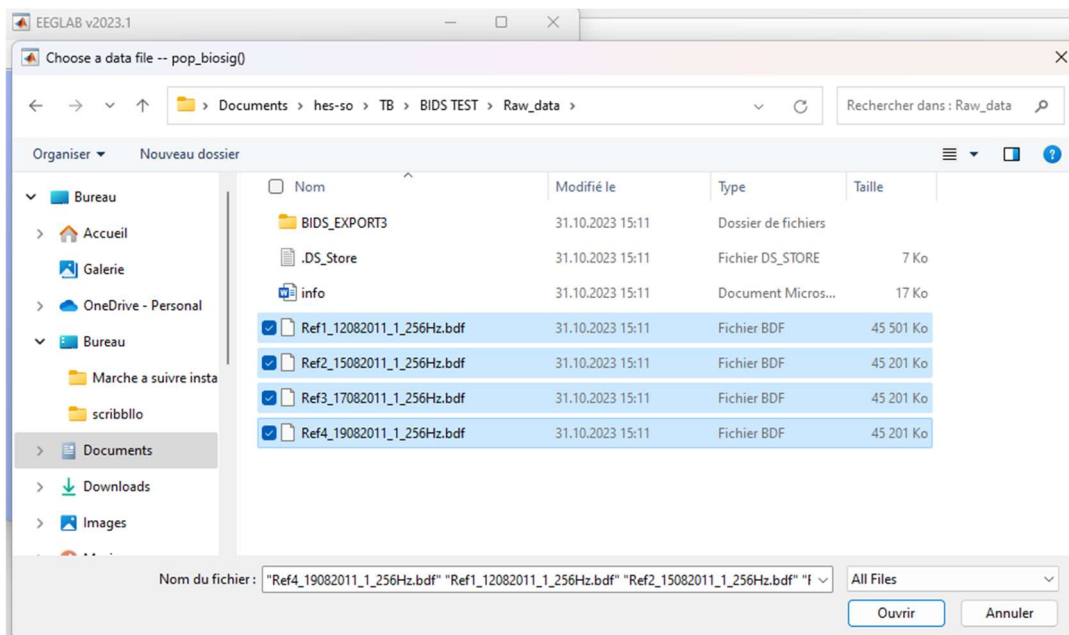 EEGLAB v2023.1
Choose a data file -- pop_biosig()
Documents > hes-so > TB > BIDS TEST > Raw_data >
Rechercher dans : Raw_data
Organiser
Nouveau dossier
Nom Modifié le Type Taille
Bureau
Accueil
Galerie
OneDrive - Personal
Bureau
Marche a suivre insta
scribbllo
Documents
Downloads
Images
BIDS_EXPORT3 31.10.2023 15:11 Dossier de fichiers
.DS_Store 31.10.2023 15:11 Fichier DS_STORE 7 Ko
info 31.10.2023 15:11 Document Micros... 17 Ko
Ref1_12082011_1_256Hz.bdf 31.10.2023 15:11 Fichier BDF 45 501 Ko
Ref2_15082011_1_256Hz.bdf 31.10.2023 15:11 Fichier BDF 45 201 Ko
Ref3_17082011_1_256Hz.bdf 31.10.2023 15:11 Fichier BDF 45 201 Ko
Ref4_19082011_1_256Hz.bdf 31.10.2023 15:11 Fichier BDF 45 201 Ko
Nom du fichier : "Ref4_19082011_1_256Hz.bdf" "Ref1_12082011_1_256Hz.bdf" "Ref2_15082011_1_256Hz.bdf"
All Files
Ouvrir
Annuler